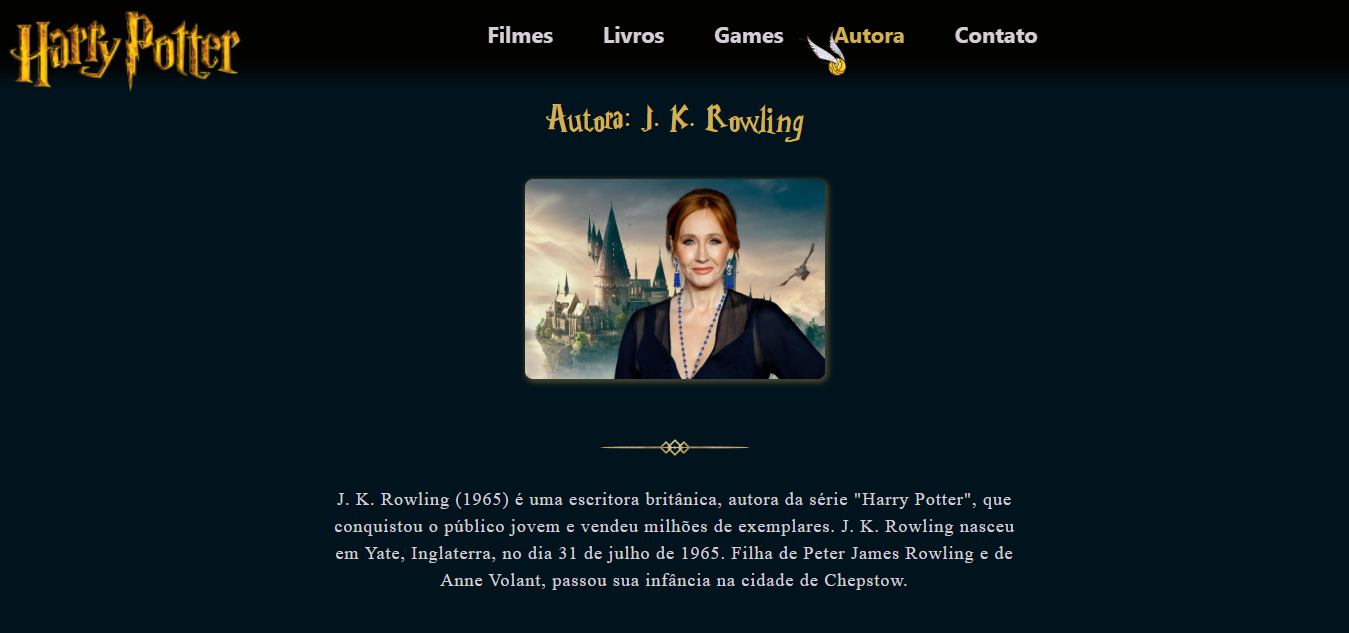 Harry Potter
Filmes
Livros
Games
Autora
Contato
Autora: J. K. Rowling
J. K. Rowling (1965) é uma escritora britânica, autora da série "Harry Potter", que
conquistou o público jovem e vendeu milhões de exemplares. J. K. Rowling nasceu
em Yate, Inglaterra, no dia 31 de julho de 1965. Filha de Peter James Rowling e de
Anne Volant, passou sua infância na cidade de Chepstow.